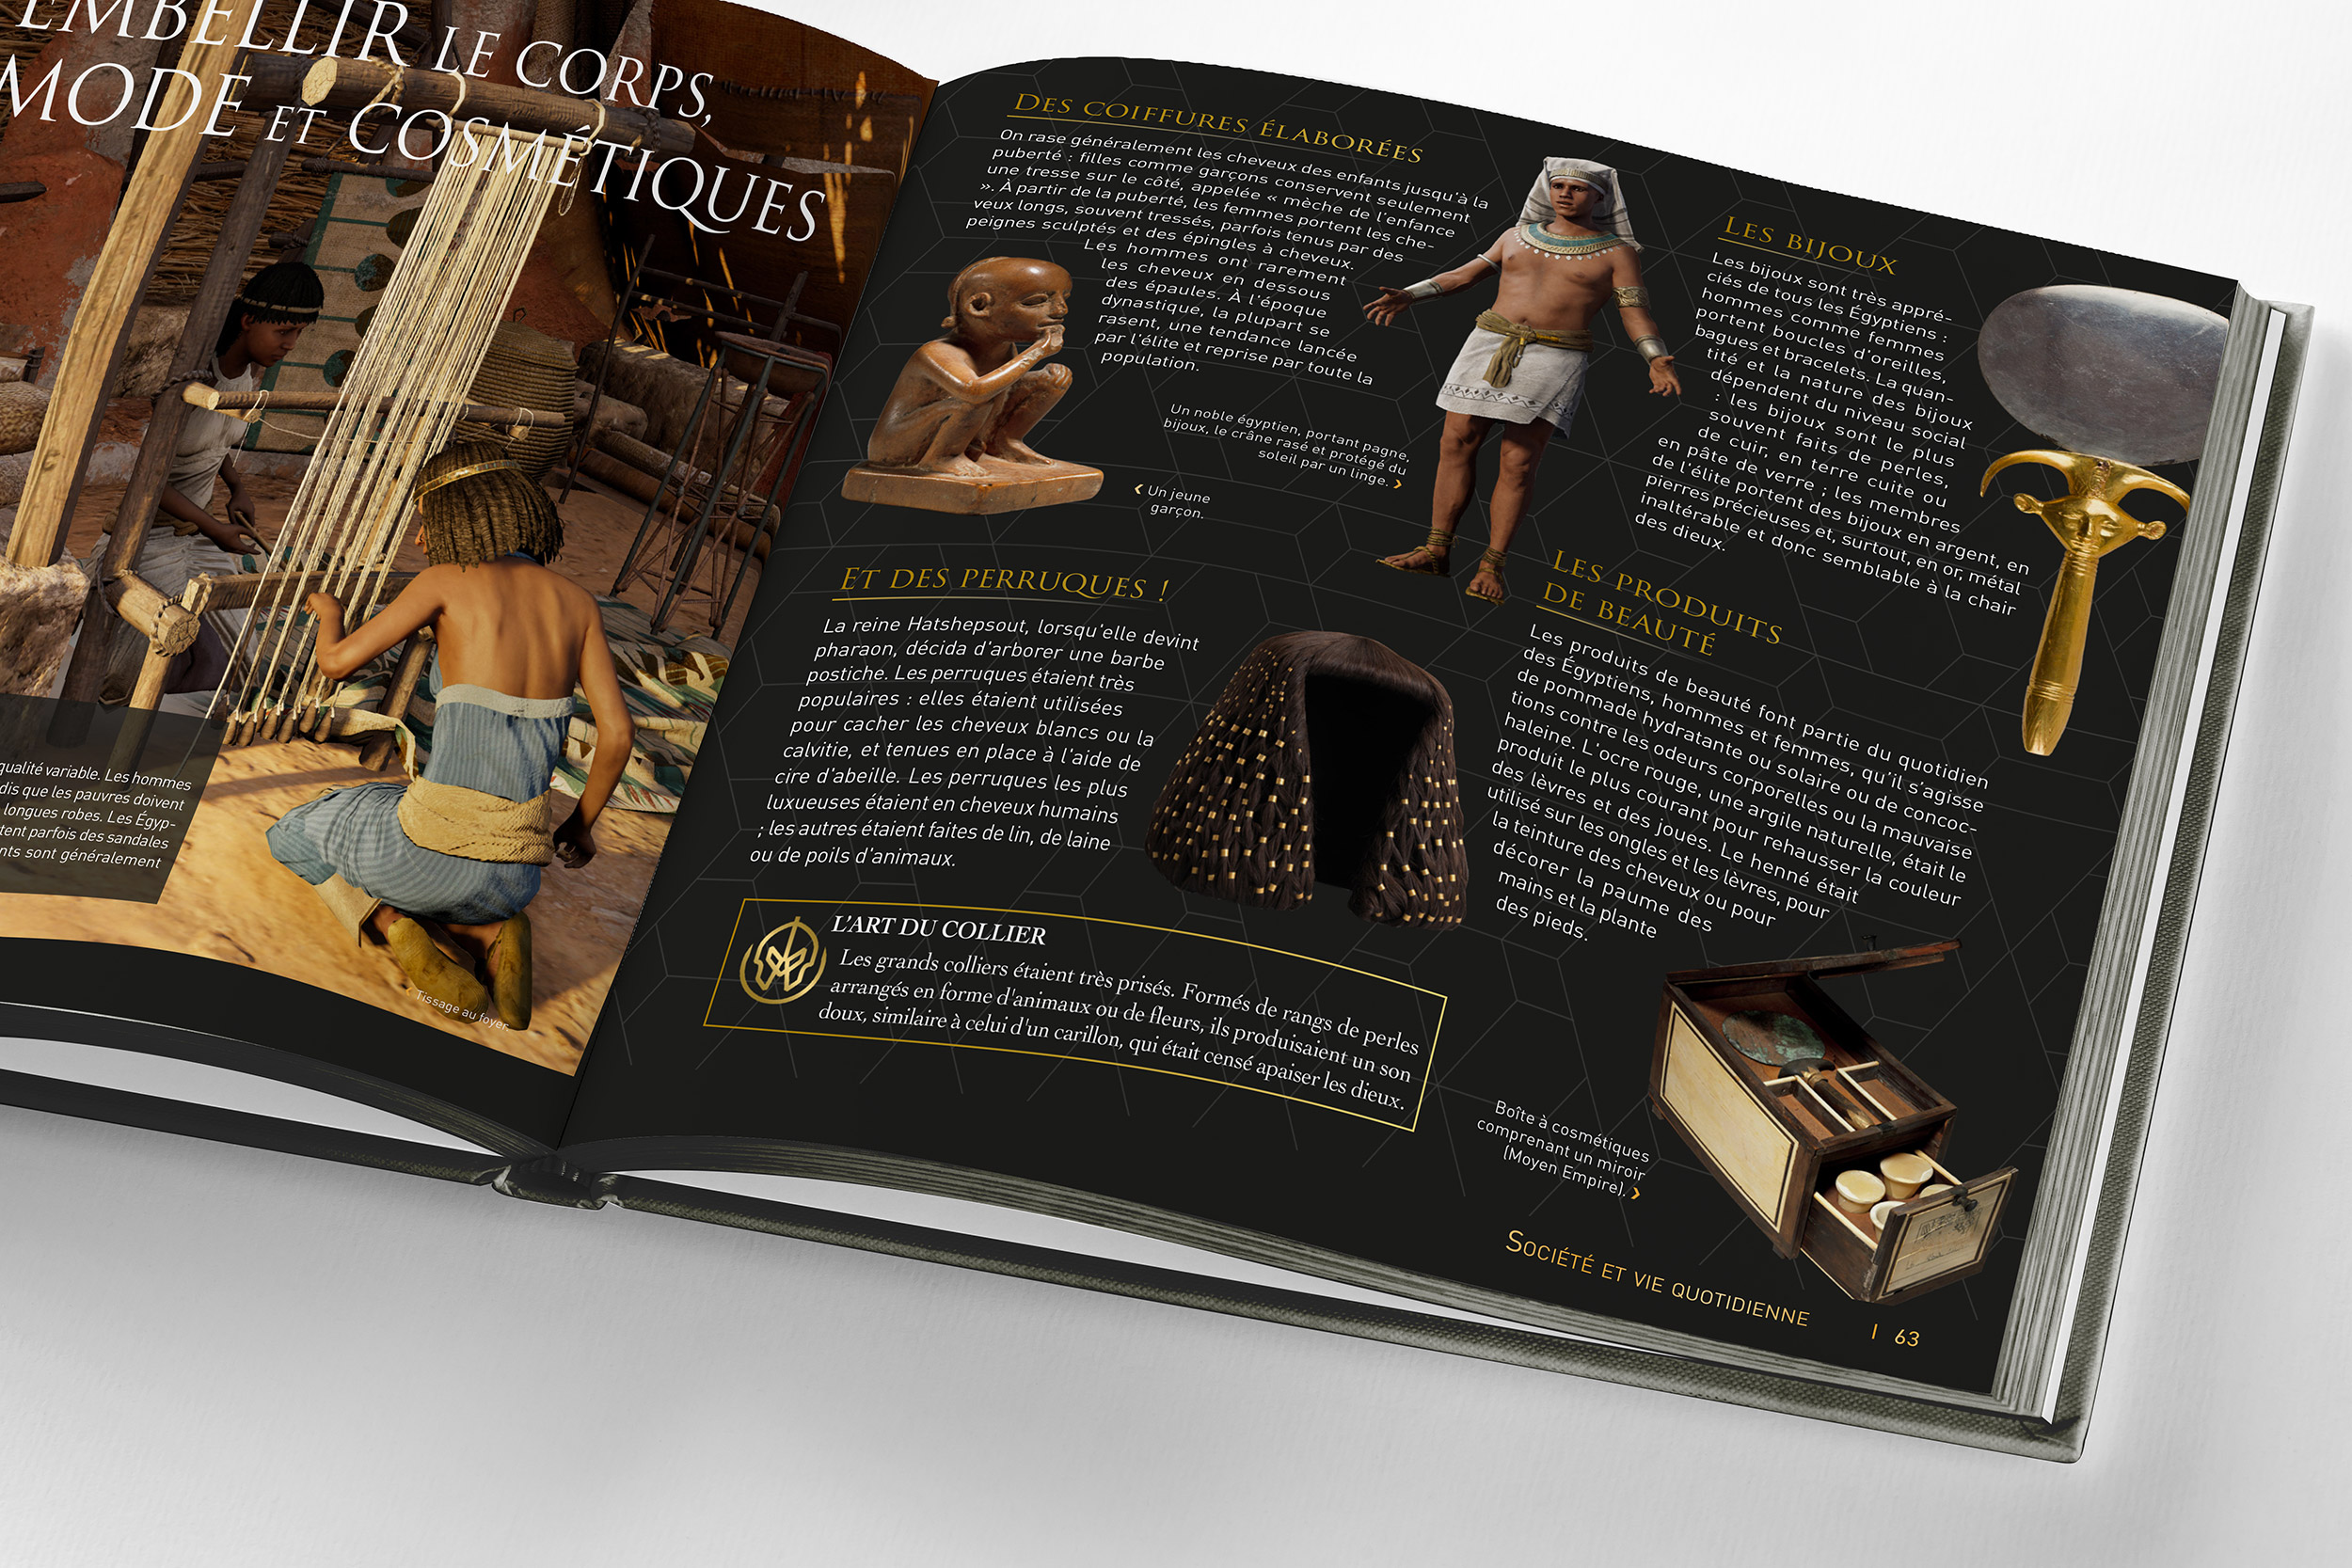 EMBELLIR LE CORPS,
MODE ET COSMÉTIQUES
qualité variable. Les hommes
dis que les pauvres doivent
longues robes. Les Égyp-
tent parfois des sandales
nts sont généralement
‹ Tissage au foyer.
DES COIFFURES ÉLABORÉES
On rase généralement les cheveux des enfants jusqu'à la
puberté : filles comme garçons conservent seulement
une tresse sur le côté, appelée « mèche de l'enfance
». À partir de la puberté, les femmes portent les che-
veux longs, souvent tressés, parfois tenus par des
peignes sculptés et des épingles à cheveux.
Les hommes ont rarement
les cheveux en dessous
des épaules. À l'époque
dynastique, la plupart se
rasent, une tendance lancée
par l'élite et reprise par toute la
population.
Un noble égyptien, portant pagne,
bijoux, le crâne rasé et protégé du
soleil par un linge. ›
‹ Un jeune
garçon.
ET DES PERRUQUES !
La reine Hatshepsout, lorsqu'elle devint
pharaon, décida d'arborer une barbe
postiche. Les perruques étaient très
populaires : elles étaient utilisées
pour cacher les cheveux blancs ou la
calvitie, et tenues en place à l'aide de
cire d'abeille. Les perruques les plus
luxueuses étaient en cheveux humains
; les autres étaient faites de lin, de laine
ou de poils d'animaux.
L'ART DU COLLIER
Les grands colliers étaient très prisés. Formés de rangs de perles
arrangés en forme d'animaux ou de fleurs, ils produisaient un son
doux, similaire à celui d'un carillon, qui était censé apaiser les dieux.
LES BIJOUX
Les bijoux sont très appré-
ciés de tous les Égyptiens :
hommes comme femmes
portent boucles d'oreilles,
bagues et bracelets. La quan-
tité et la nature des bijoux
dépendent du niveau social
: les bijoux sont le plus
souvent faits de perles,
de cuir, en terre cuite ou
en pâte de verre ; les membres
de l'élite portent des bijoux en argent, en
pierres précieuses et, surtout, en or, métal
inaltérable et donc semblable à la chair
des dieux.
LES PRODUITS
DE BEAUTÉ
Les produits de beauté font partie du quotidien
des Égyptiens, hommes et femmes, qu'il s'agisse
de pommade hydratante ou solaire ou de concoc-
tions contre les odeurs corporelles ou la mauvaise
haleine. L'ocre rouge, une argile naturelle, était le
produit le plus courant pour rehausser la couleur
des lèvres et des joues. Le henné était
utilisé sur les ongles et les lèvres, pour
la teinture des cheveux ou pour
décorer la paume des
mains et la plante
des pieds.
Boîte à cosmétiques
comprenant un miroir
(Moyen Empire). ›
SOCIÉTÉ ET VIE QUOTIDIENNE | 63